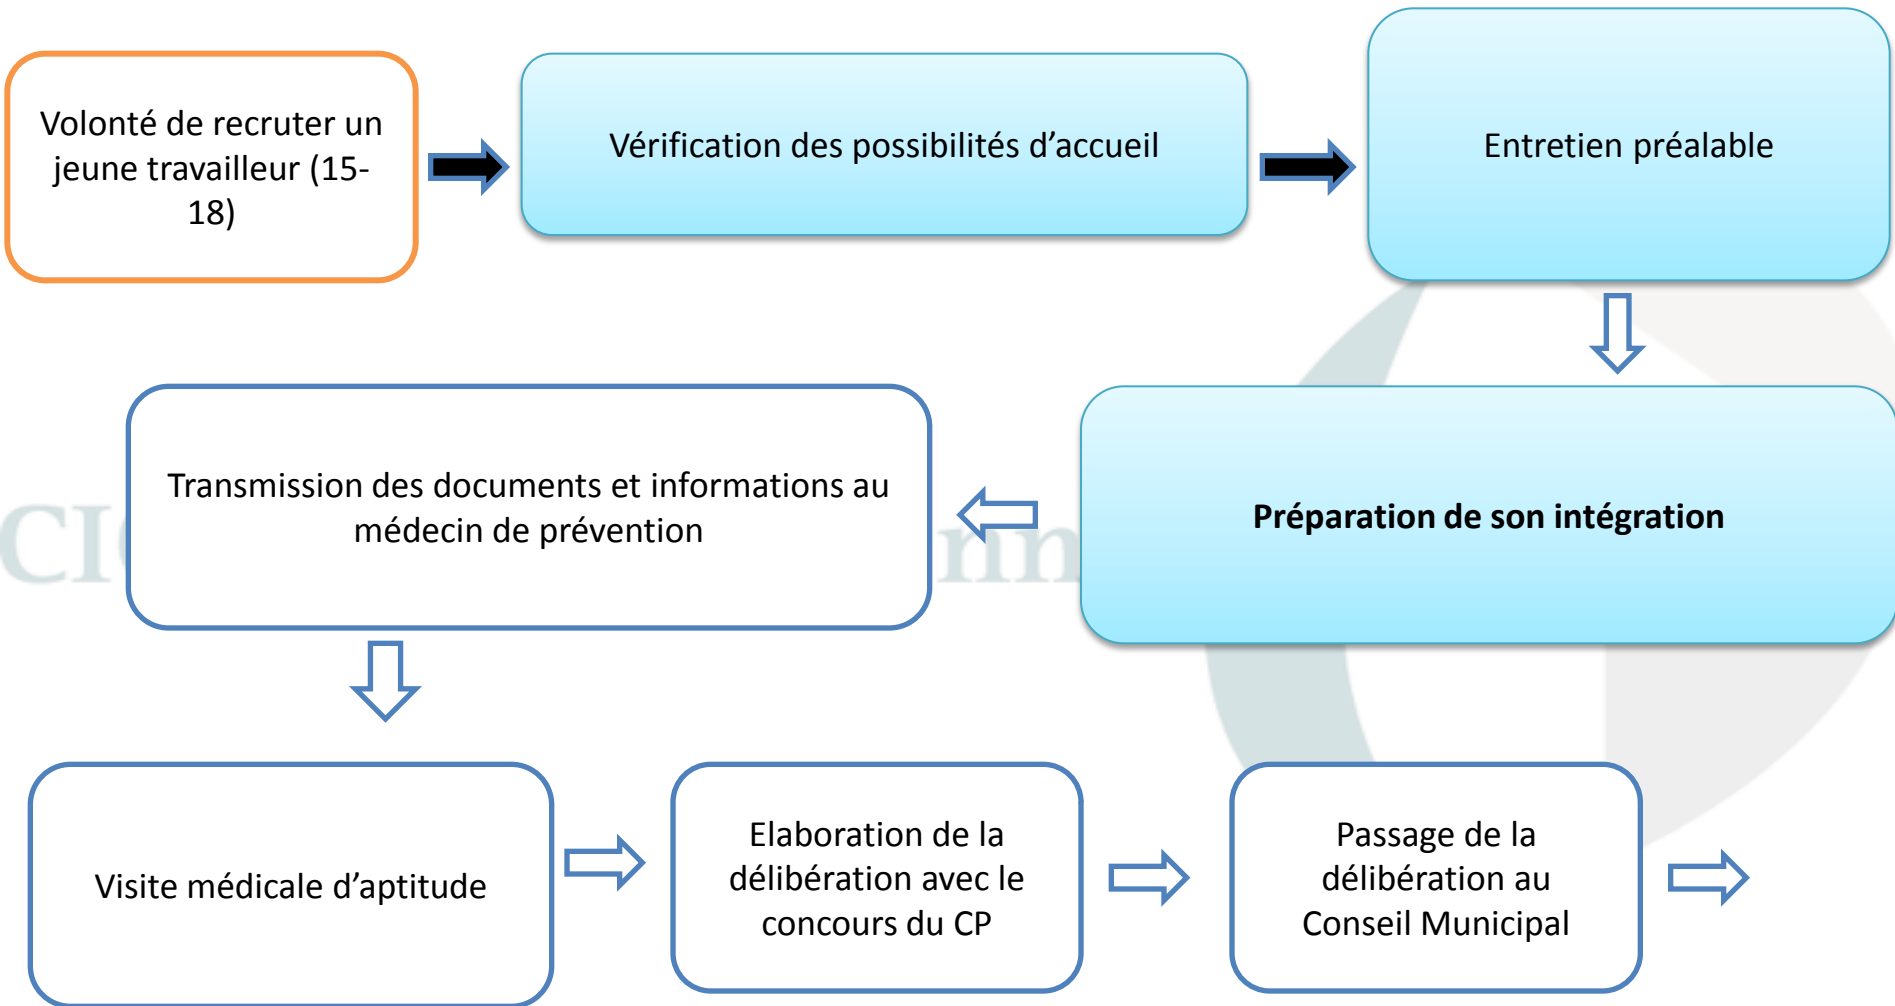 Volonté de recruter un
jeune travailleur (15-
18)
Vérification des possibilités d’accueil
Entretien préalable
Transmission des documents et informations au
médecin de prévention
Préparation de son intégration
Visite médicale d’aptitude
Elaboration de la
délibération avec le
concours du CP
Passage de la
délibération au
Conseil Municipal